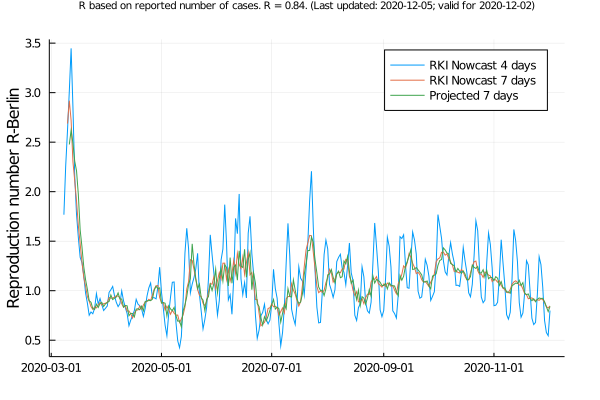 R based on reported number of cases. R = 0.84. (Last updated: 2020-12-05; valid for 2020-12-02)
Reproduction number R-Berlin
3.5
3.0
2.5
2.0
1.5
1.0
0.5
RKI Nowcast 4 days
RKI Nowcast 7 days
Projected 7 days
2020-03-01
2020-05-01
2020-07-01
2020-09-01
2020-11-01